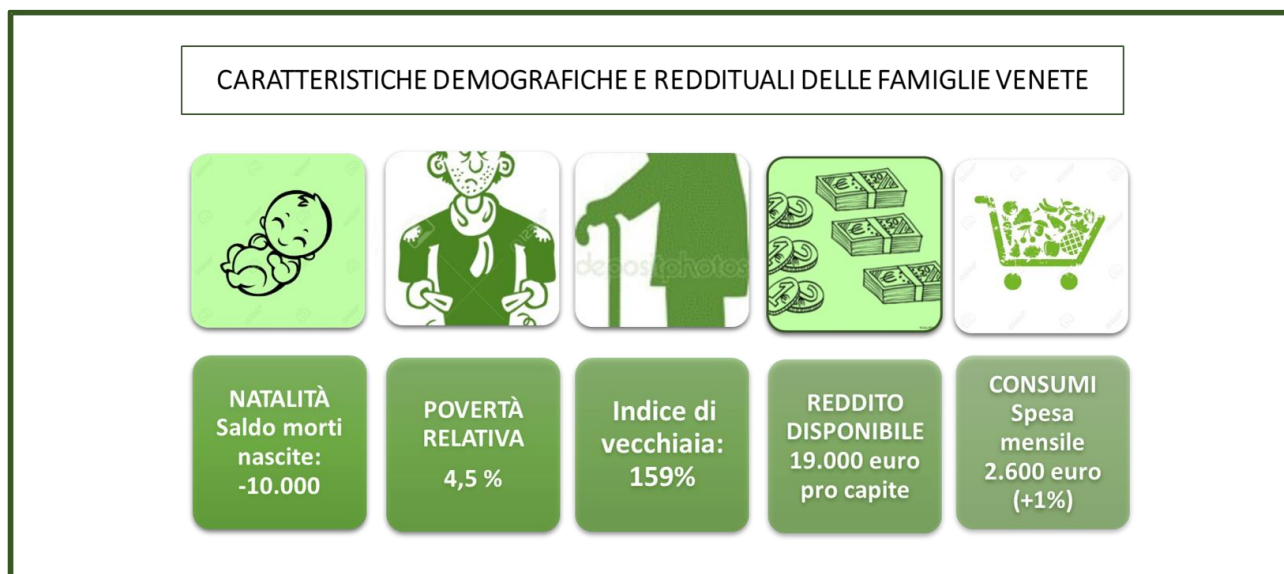 CARATTERISTICHE DEMOGRAFICHE E REDDITUALI DELLE FAMIGLIE VENETE
depositphotos
NATALITÀ
Saldo morti
nascite:
-10.000
POVERTÀ
RELATIVA
4,5 %
Indice di
vecchiaia:
159%
REDDITO
DISPONIBILE
19.000 euro
pro capite
CONSUMI
Spesa
mensile
2.600 euro
(+1%)